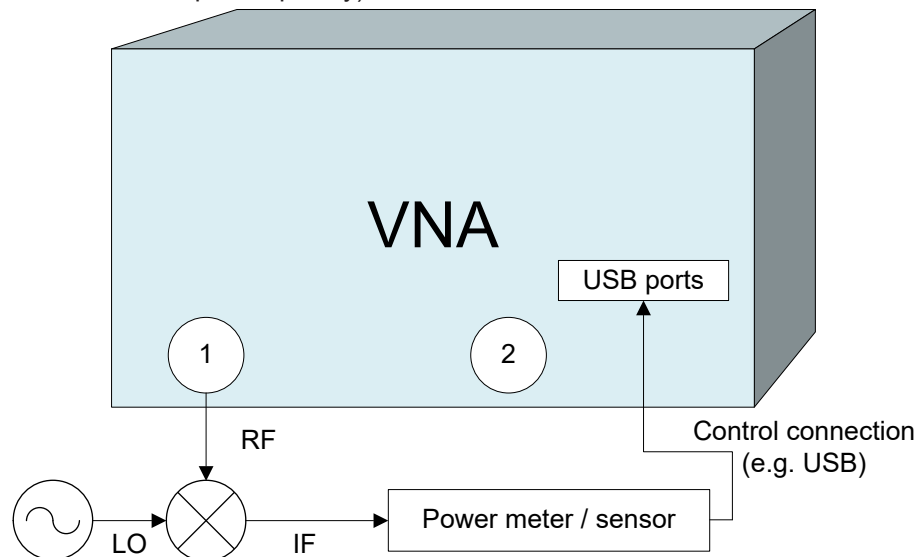 VNA
USB ports
1
2
RF
Control connection
(e.g. USB)
LO
IF
Power meter / sensor